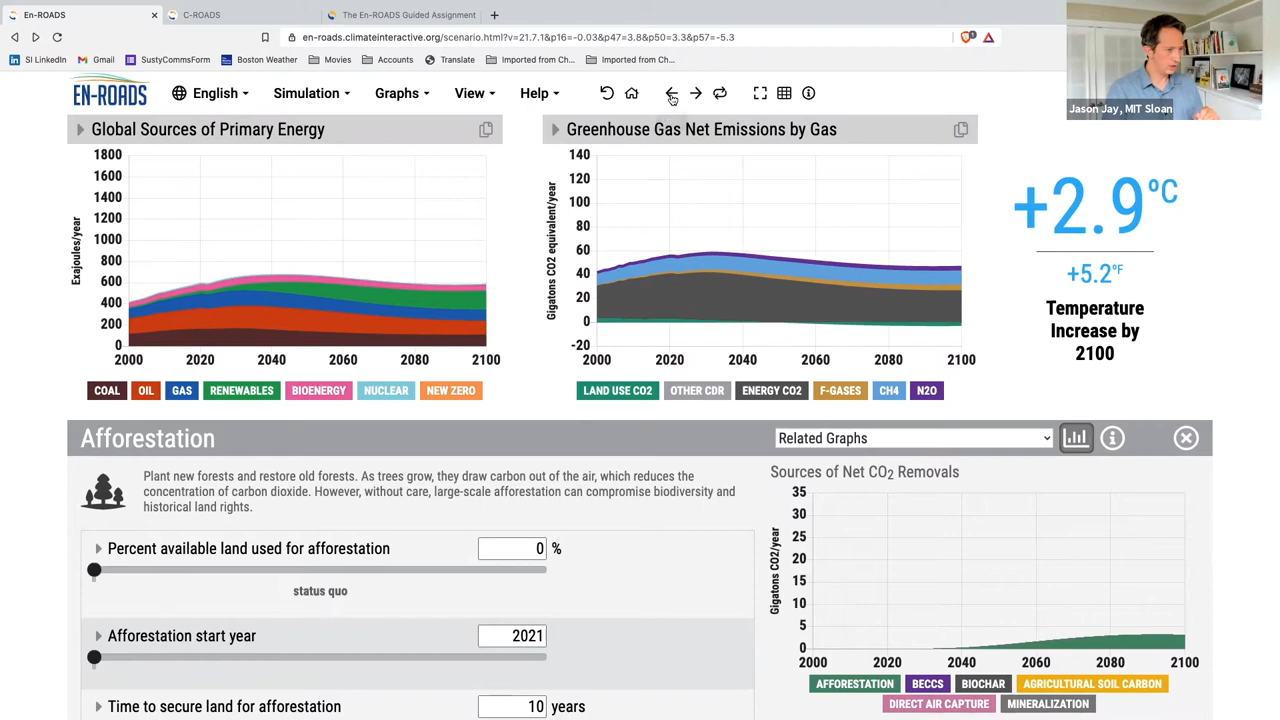 En-ROADS
C-ROADS
The En-ROADS Guided Assignment
en-roads.climateinteractive.org/scenario.html?v=21.7.1&p16=-0.03&p47=3.8&p50=3.3&p57=-5.3
SI LinkedIn
Gmail
SustyCommsForm
Boston Weather
Movies
Accounts
Translate
Imported from Ch...
Imported from Ch...
Jason Jay, MIT Sloan
EN-ROADS
English
Simulation
Graphs
View
Help
Global Sources of Primary Energy
1800
1600
1400
1200
1000
800
600
400
200
0
Exajoules/year
2000 2020 2040 2060 2080 2100
COAL OIL GAS RENEWABLES BIOENERGY NUCLEAR NEW ZERO
Greenhouse Gas Net Emissions by Gas
140
120
100
80
60
40
20
0
-20
Gigatons CO2 equivalent/year
2000 2020 2040 2060 2080 2100
LAND USE CO2 OTHER CDR ENERGY CO2 F-GASES CH4 N2O
+2.9°C
+5.2°F
Temperature
Increase by
2100
Afforestation
Related Graphs
Plant new forests and restore old forests. As trees grow, they draw carbon out of the air, which reduces the
concentration of carbon dioxide. However, without care, large-scale afforestation can compromise biodiversity and
historical land rights.
Percent available land used for afforestation 0 %
status quo
Afforestation start year 2021
Time to secure land for afforestation 10 years
Sources of Net CO2 Removals
35
30
25
20
15
10
5
0
Gigatons CO2/year
2000 2020 2040 2060 2080 2100
AFFORESTATION BECCS BIOCHAR AGRICULTURAL SOIL CARBON
DIRECT AIR CAPTURE MINERALIZATION